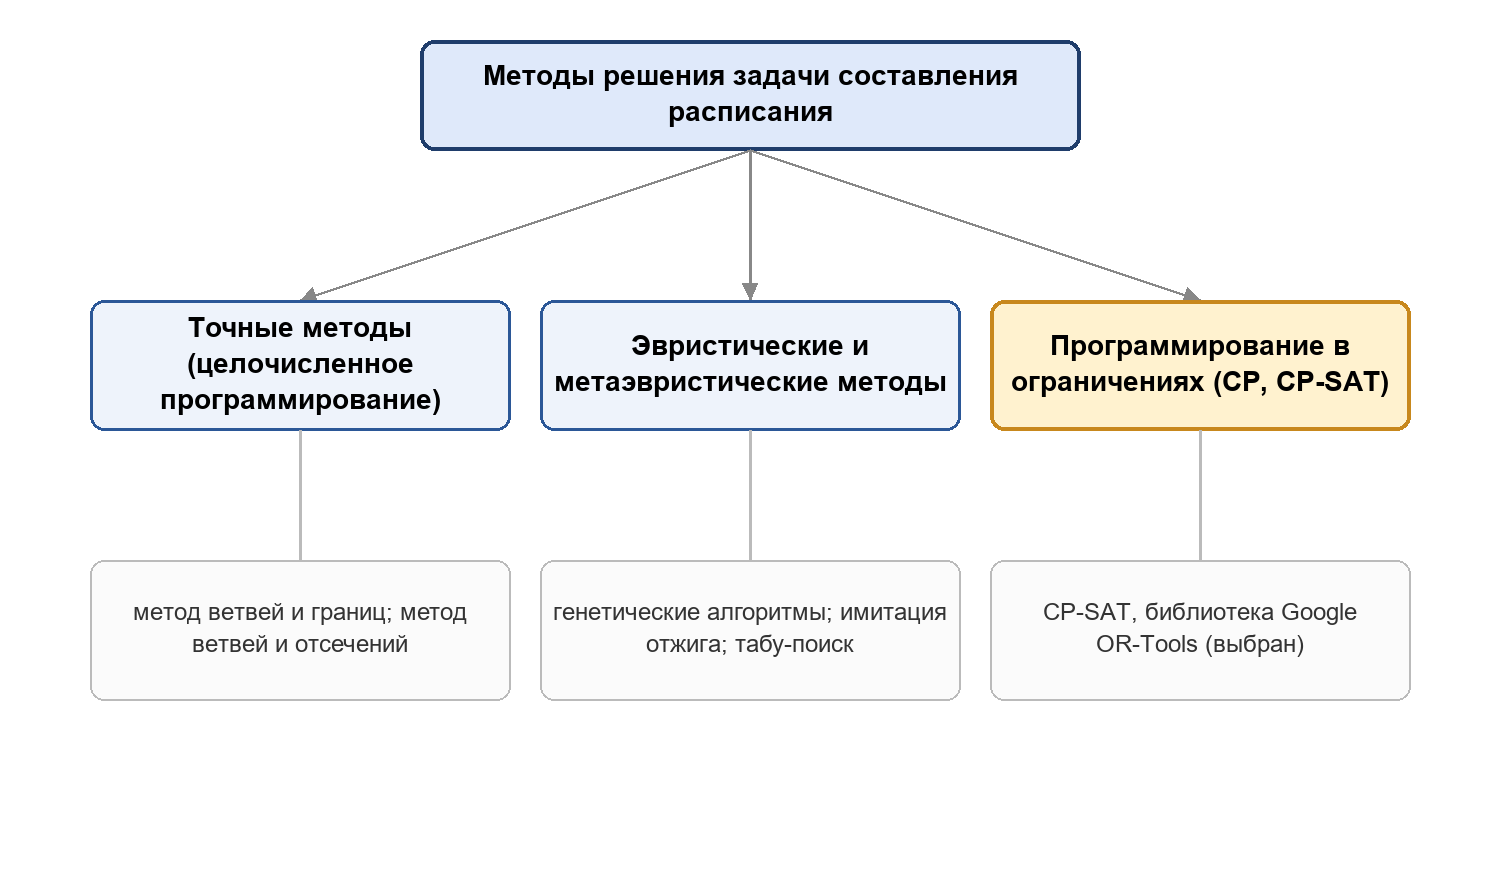 Методы решения задачи составления
расписания
Точные методы
(целочисленное
программирование)
Эвристические и
метаэвристические методы
Программирование в
ограничениях (CP, CP-SAT)
метод ветвей и границ; метод
ветвей и отсечений
генетические алгоритмы; имитация
отжига; табу-поиск
CP-SAT, библиотека Google
OR-Tools (выбран)